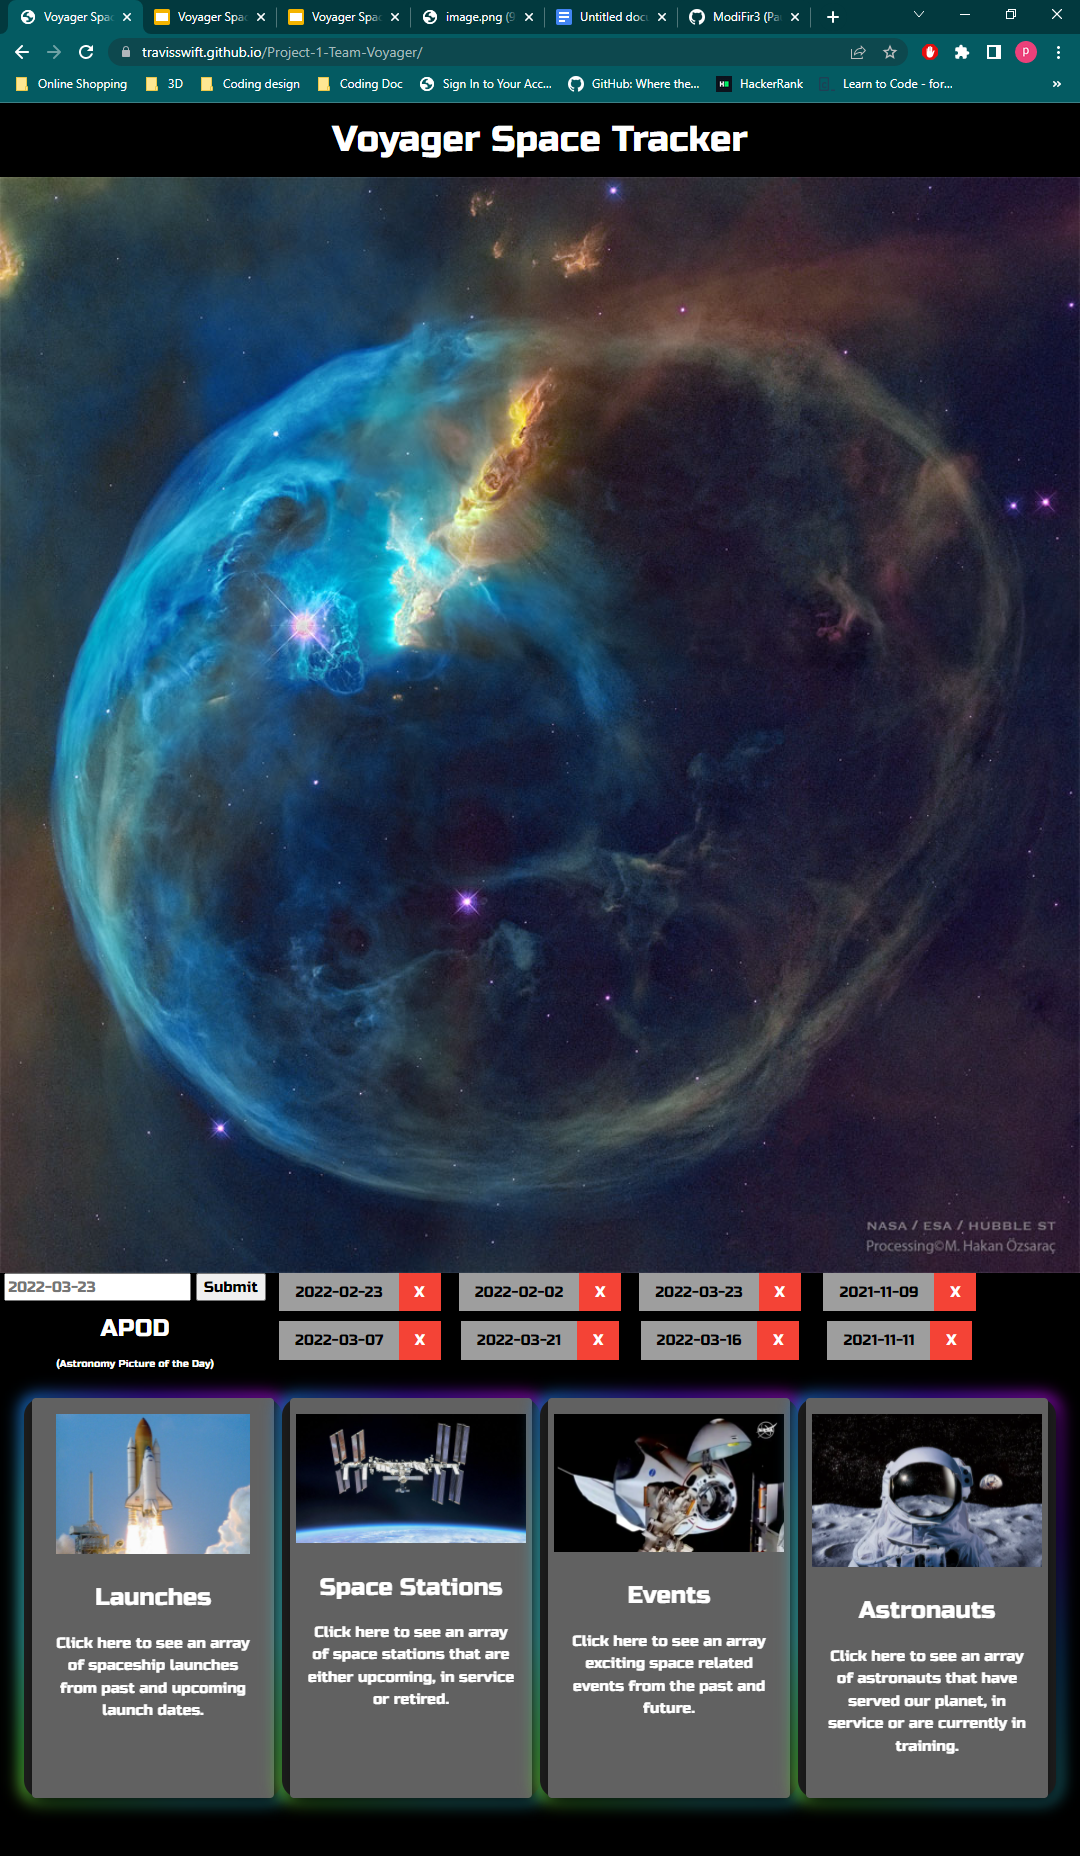 Voyager Spac
Voyager Spac
Voyager Spac
image.png (9
Untitled docu
ModiFir3 (Pa
travisswift.github.io/Project-1-Team-Voyager/
P
Online Shopping
3D
Coding design
Coding Doc
Sign In to Your Acc...
GitHub: Where the...
HackerRank
Learn to Code - for...
»
Voyager Space Tracker
NASA / ESA / HUBBLE ST
Processing©M. Hakan Özsaraç
2022-03-23 Submit
2022-02-23 X
2022-02-02 X
2022-03-23 X
2021-11-09 X
APOD
(Astronomy Picture of the Day)
2022-03-07 X
2022-03-21 X
2022-03-16 X
2021-11-11 X
Launches
Click here to see an array
of spaceship launches
from past and upcoming
launch dates.
Space Stations
Click here to see an array
of space stations that are
either upcoming, in service
or retired.
NASA
Events
Click here to see an array
exciting space related
events from the past and
future.
Astronauts
Click here to see an array
of astronauts that have
served our planet, in
service or are currently in
training.